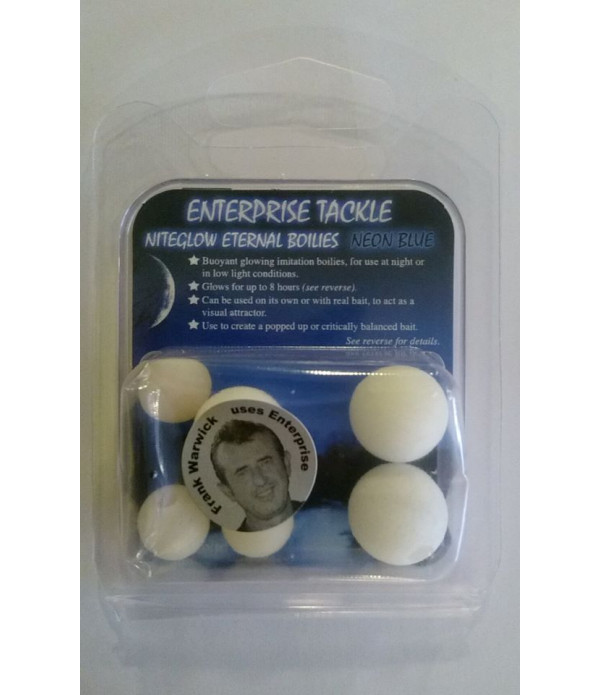 ENTERPRISE TACKLE
NITEGLOW ETERNAL BOILIES NEON BLUE
Buoyant glowing imitation boilies, for use at night or
in low light conditions.
Glows for up to 8 hours (see reverse).
Can be used on its own or with real bait, to act as a
visual attractor.
Use to create a popped up or critically balanced bait.
See reverse for details.
Frank Warwick uses Enterprise